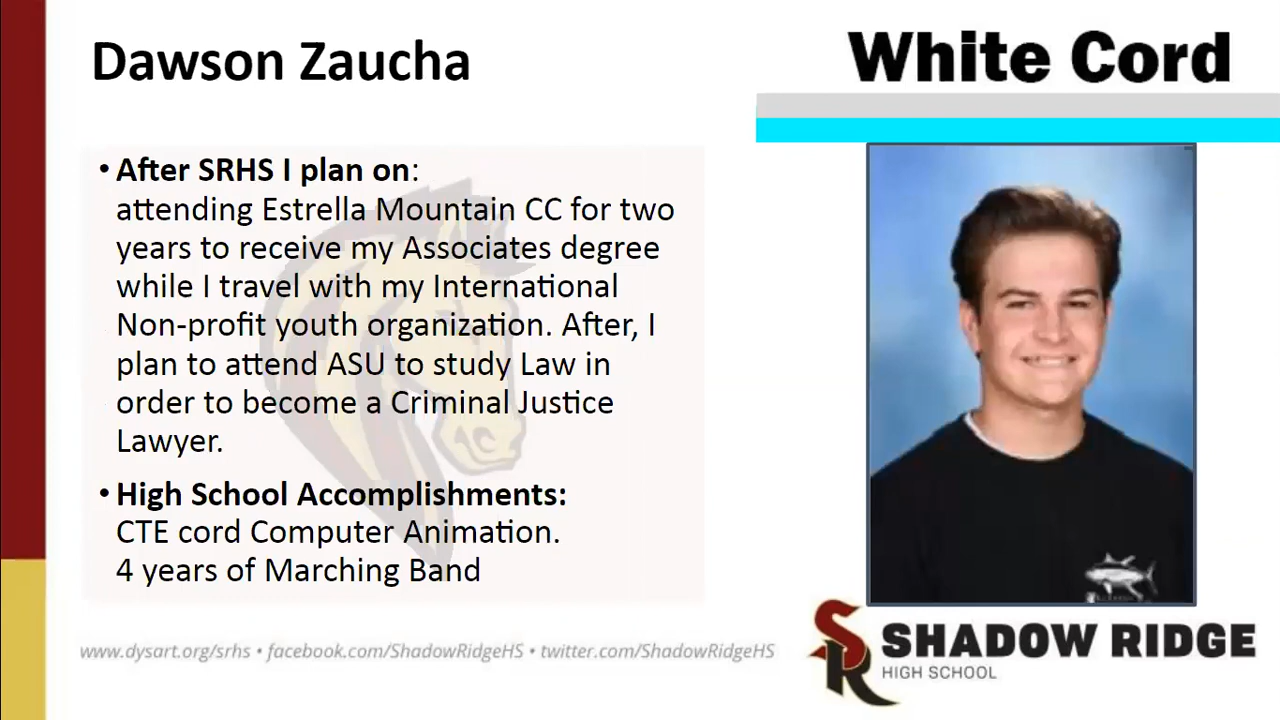 Dawson Zaucha
White Cord
• After SRHS I plan on:
attending Estrella Mountain CC for two
years to receive my Associates degree
while I travel with my International
Non-profit youth organization. After, I
plan to attend ASU to study Law in
order to become a Criminal Justice
Lawyer.
• High School Accomplishments:
CTE cord Computer Animation.
4 years of Marching Band
www.dysart.org/srhs • facebook.com/ShadowRidgeHS • twitter.com/ShadowRidgeHS
SR
SHADOW RIDGE
HIGH SCHOOL